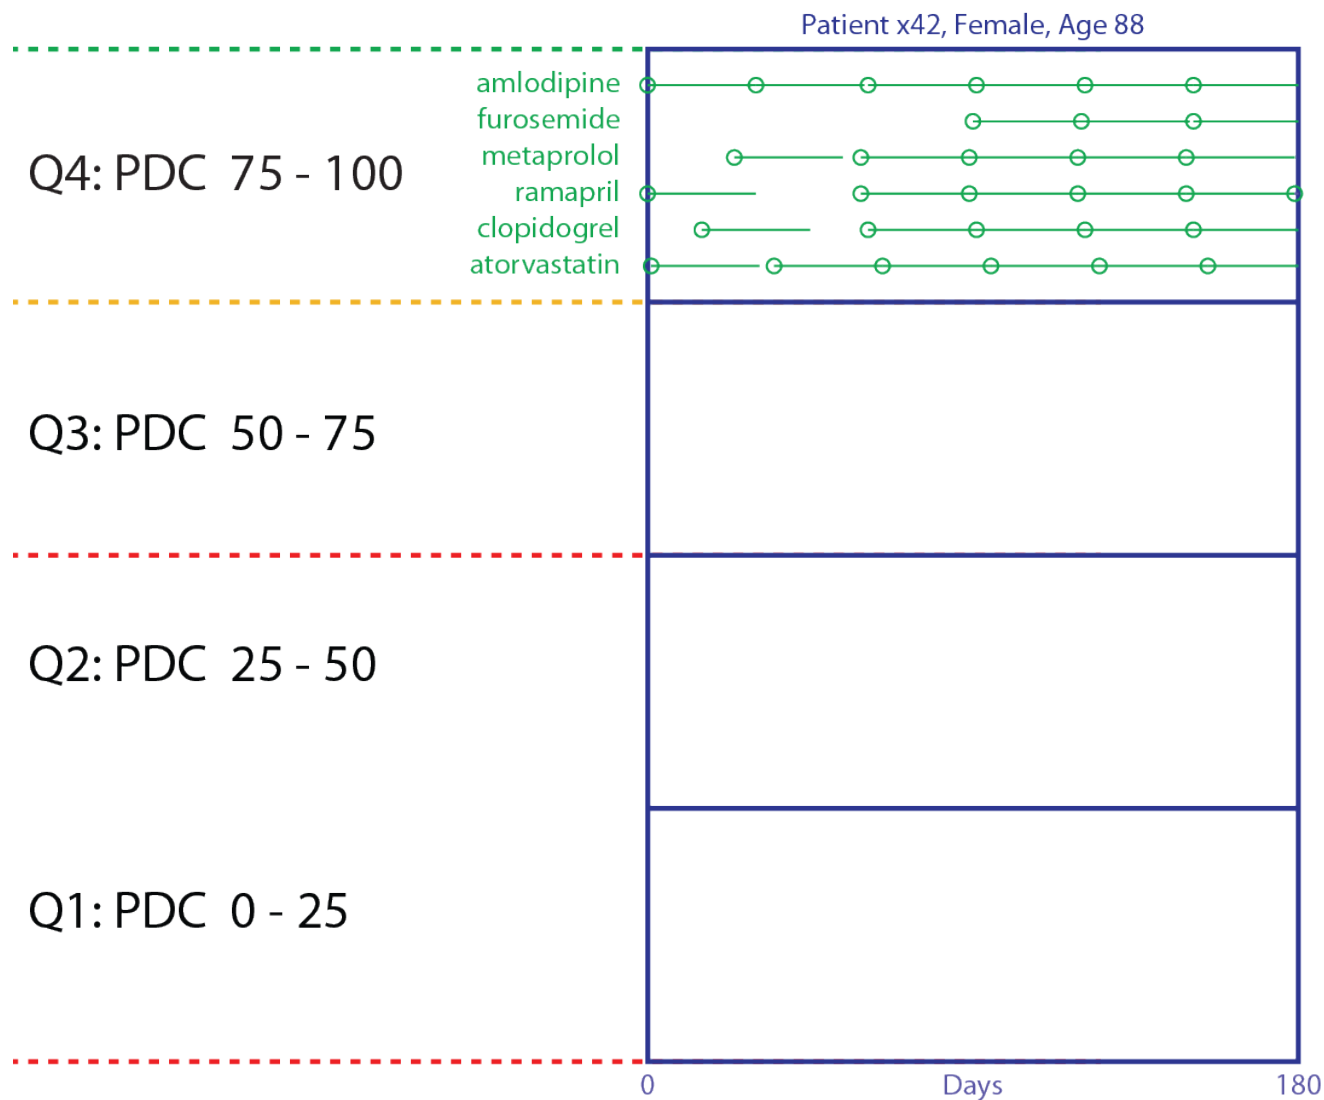 Patient x42, Female, Age 88
amlodipine
furosemide
metaprolol
ramapril
clopidogrel
atorvastatin
Q4: PDC 75 - 100
Q3: PDC 50 - 75
Q2: PDC 25 - 50
Q1: PDC 0 - 25
0 Days 180